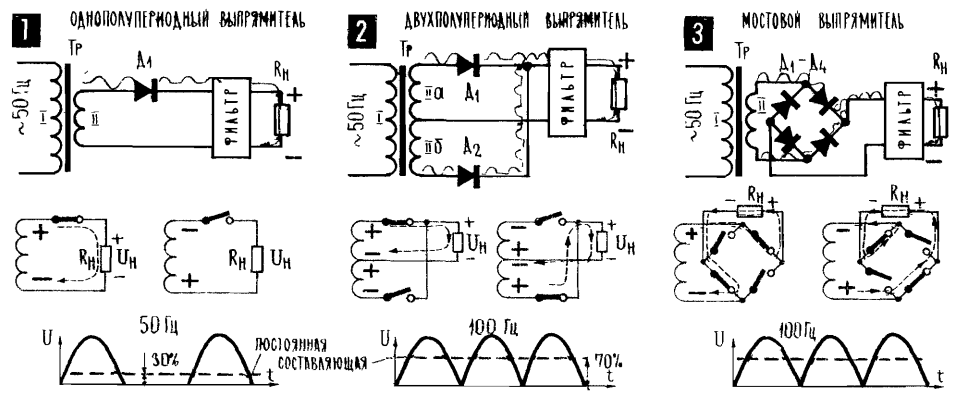 1 ОДНОПОЛУПЕРИОДНЫЙ ВЫПРЯМИТЕЛЬ
Тр
Д1
Rн
+
~50 Гц
I
II
ФИЛЬТР
−
+
−
Rн
+
Uн
−
−
+
Rн
Uн
U
50 Гц
30%
t
ПОСТОЯННАЯ
СОСТАВЛЯЮЩАЯ
2 ДВУХПОЛУПЕРИОДНЫЙ ВЫПРЯМИТЕЛЬ
Тр
+
~50 Гц
I
IIа
Д1
ФИЛЬТР
−
Rн
IIб
Д2
+
−
+
−
+
Uн
−
−
+
−
+
Uн
U
100 Гц
70%
t
3 МОСТОВОЙ ВЫПРЯМИТЕЛЬ
Тр
Д1 – Д4
Rн
+
~50 Гц
I
II
ФИЛЬТР
−
Rн
−
+
+
−
Rн
−
+
−
+
U
100 Гц
t